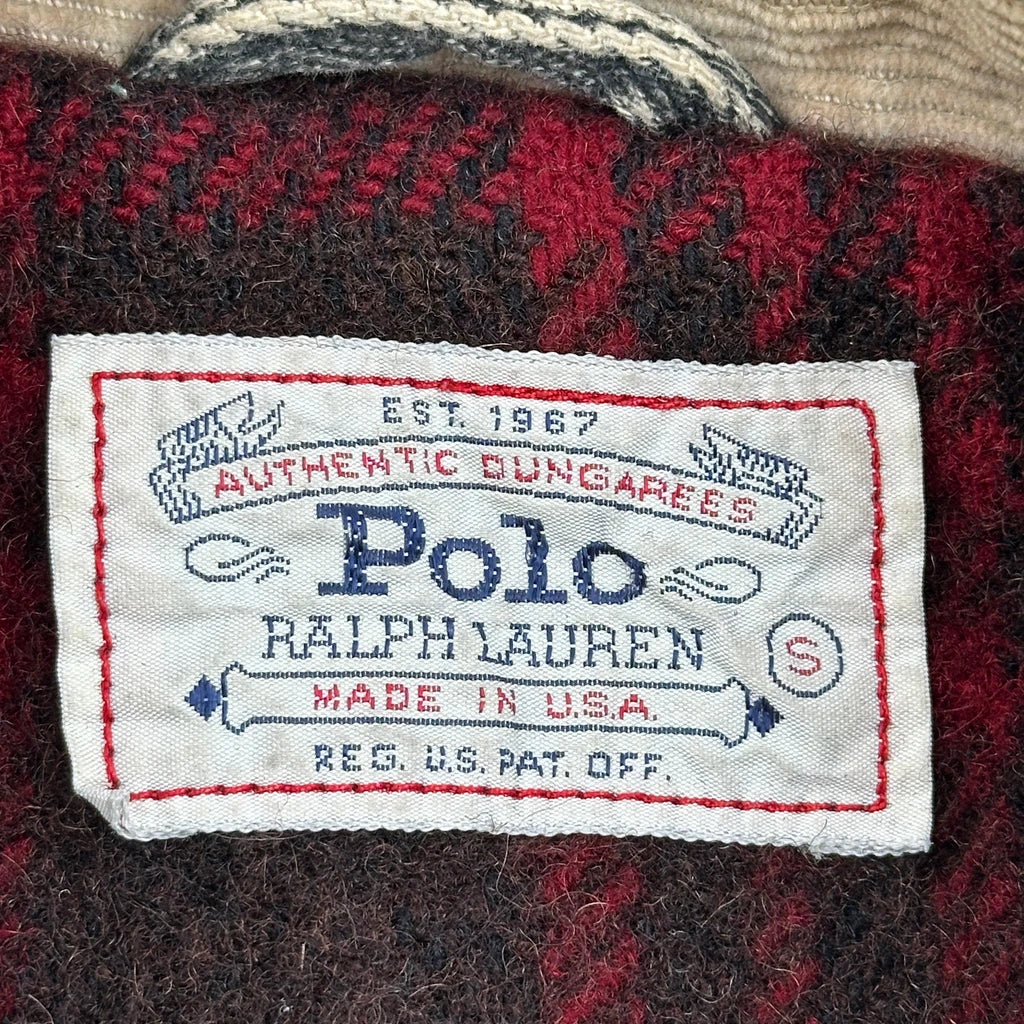 EST. 1967
AUTHENTIC DUNGAREES
Polo
RALPH LAUREN
S
MADE IN U.S.A.
REG. U.S. PAT. OFF.